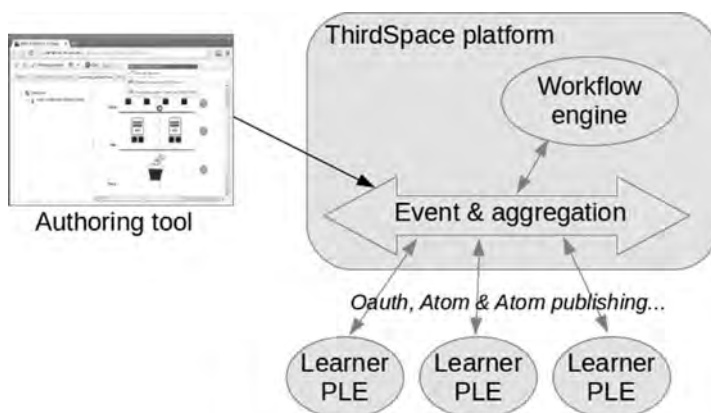 ThirdSpace platform
Workflow
engine
Event & aggregation
Authoring tool
Oauth, Atom & Atom publishing...
Learner
PLE
Learner
PLE
Learner
PLE